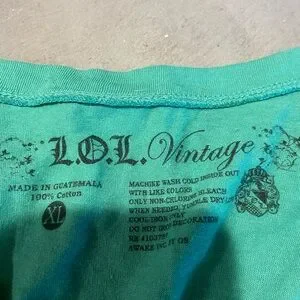 L.O.L. Vintage
MADE IN GUATEMALA
100% Cotton
XL
MACHINE WASH COLD INSIDE OUT
WITH LIKE COLORS
ONLY NON-CHLORINE BLEACH
WHEN NEEDED, TUMBLE DRY LOW
COOL IRON ONLY
DO NOT IRON DECORATION